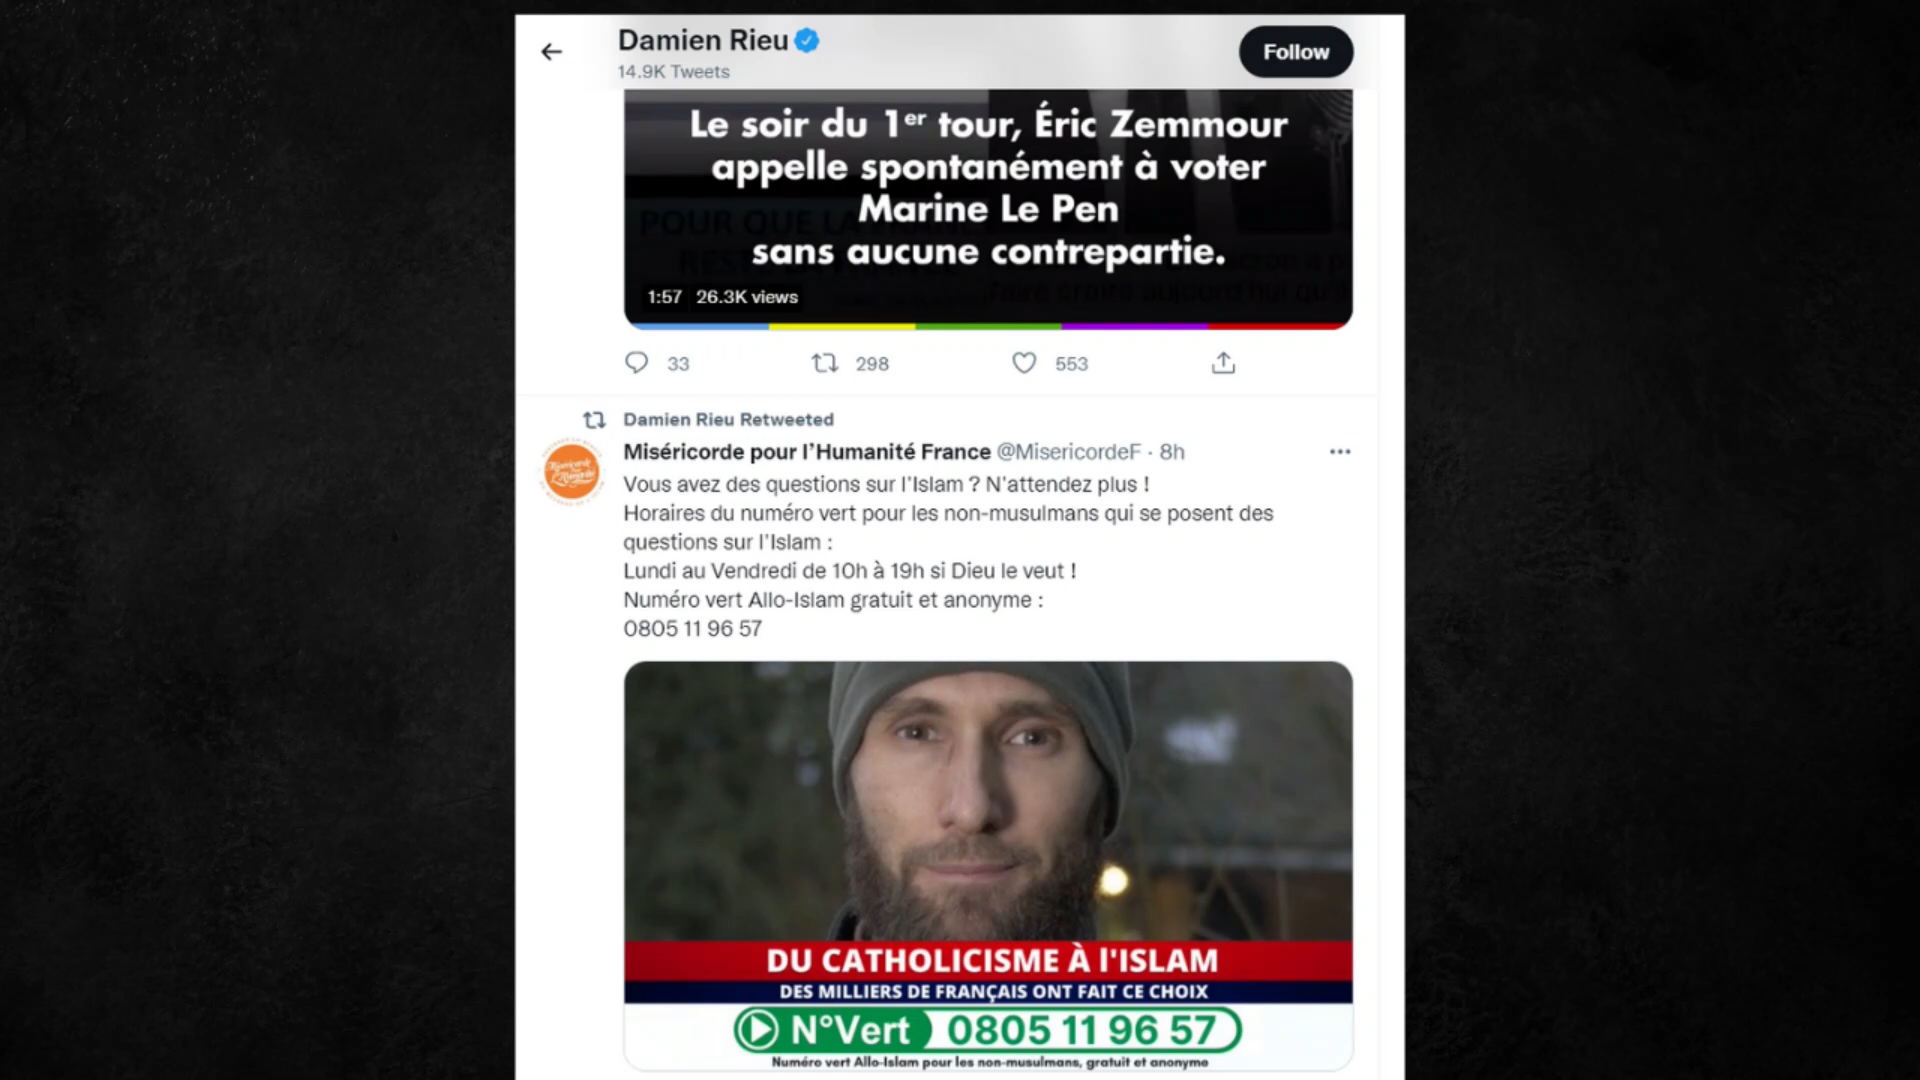 Damien Rieu
14.9K Tweets
Follow
Le soir du 1er tour, Éric Zemmour
appelle spontanément à voter
Marine Le Pen
sans aucune contrepartie.
1:57 26.3K views
33 298 553
Damien Rieu Retweeted
Miséricorde pour l'Humanité France @MisericordeF · 8h
Vous avez des questions sur l'Islam ? N'attendez plus !
Horaires du numéro vert pour les non-musulmans qui se posent des
questions sur l'Islam :
Lundi au Vendredi de 10h à 19h si Dieu le veut !
Numéro vert Allo-Islam gratuit et anonyme :
0805 11 96 57
DU CATHOLICISME À l'ISLAM
DES MILLIERS DE FRANÇAIS ONT FAIT CE CHOIX
N°Vert 0805 11 96 57
Numéro vert Allo-Islam pour les non-musulmans, gratuit et anonyme